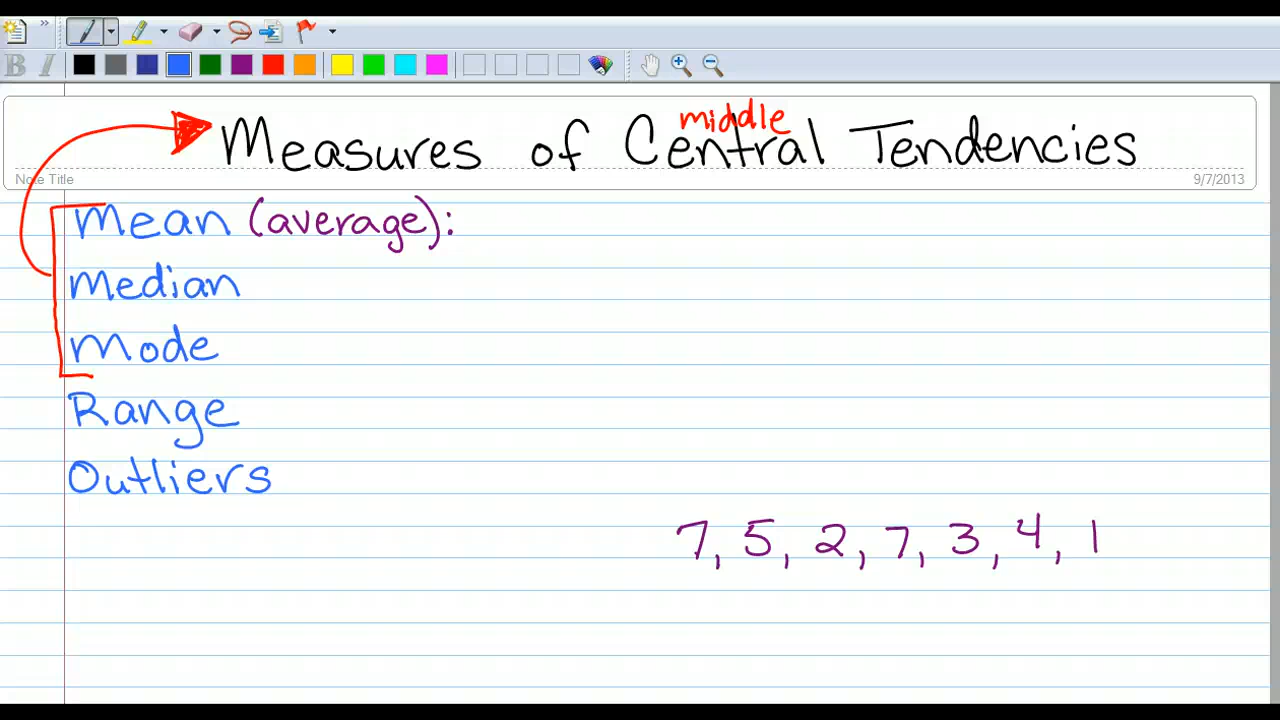 B I
middle
Measures of Central Tendencies
Note Title
9/7/2013
Mean (average):
Median
Mode
Range
Outliers
7, 5, 2, 7, 3, 4, 1